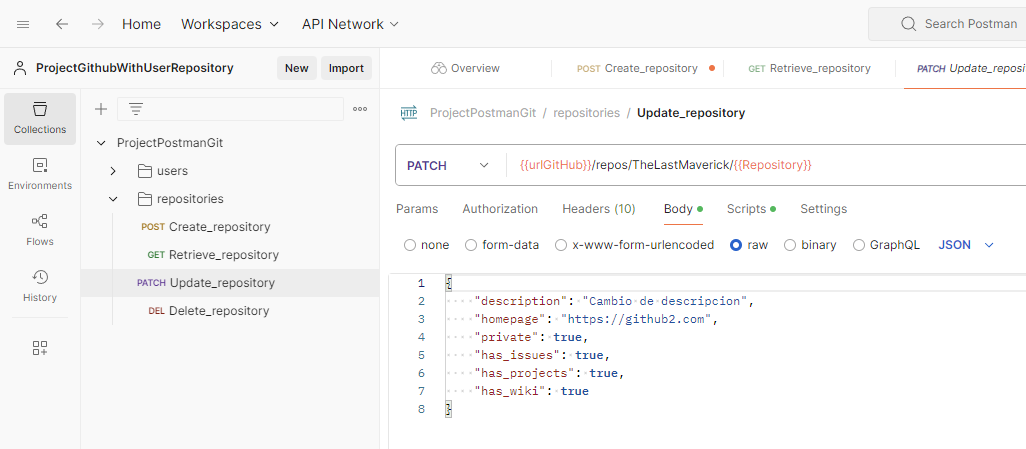 Home Workspaces API Network Search Postman
ProjectGithubWithUserRepository New Import
Overview POST Create_repository GET Retrieve_repository PATCH Update_reposi
Collections
Environments
Flows
History
ProjectPostmanGit
users
repositories
POST Create_repository
GET Retrieve_repository
PATCH Update_repository
DEL Delete_repository
HTTP ProjectPostmanGit / repositories / Update_repository
PATCH {{urlGitHub}}/repos/TheLastMaverick/{{Repository}}
Params Authorization Headers (10) Body Scripts Settings
none form-data x-www-form-urlencoded raw binary GraphQL JSON
1 {
2 "description": "Cambio de descripcion",
3 "homepage": "https://github2.com",
4 "private": true,
5 "has_issues": true,
6 "has_projects": true,
7 "has_wiki": true
8 }